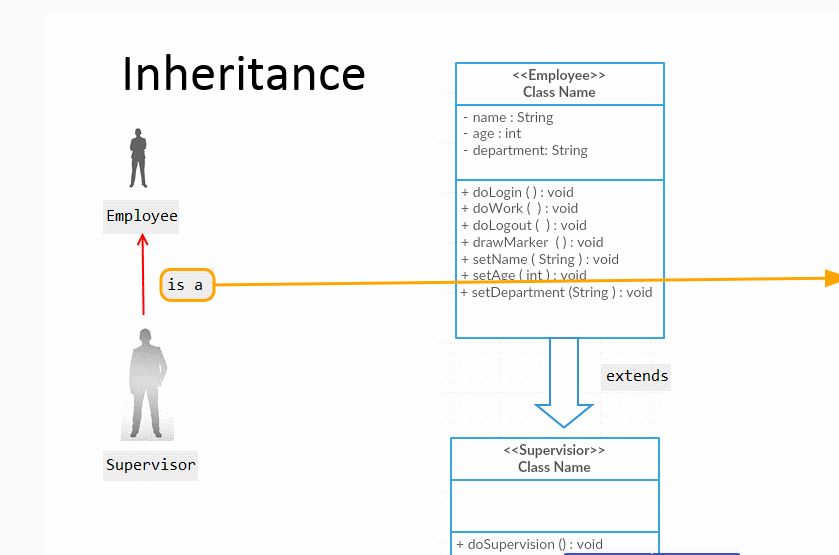 Inheritance
Employee
is a
Supervisor
<<Employee>>
Class Name
- name : String
- age : int
- department: String
+ doLogin ( ) : void
+ doWork ( ) : void
+ doLogout ( ) : void
+ drawMarker ( ) : void
+ setName ( String ) : void
+ setAge ( int ) : void
+ setDepartment (String ) : void
extends
<<Supervisior>>
Class Name
+ doSupervision () : void